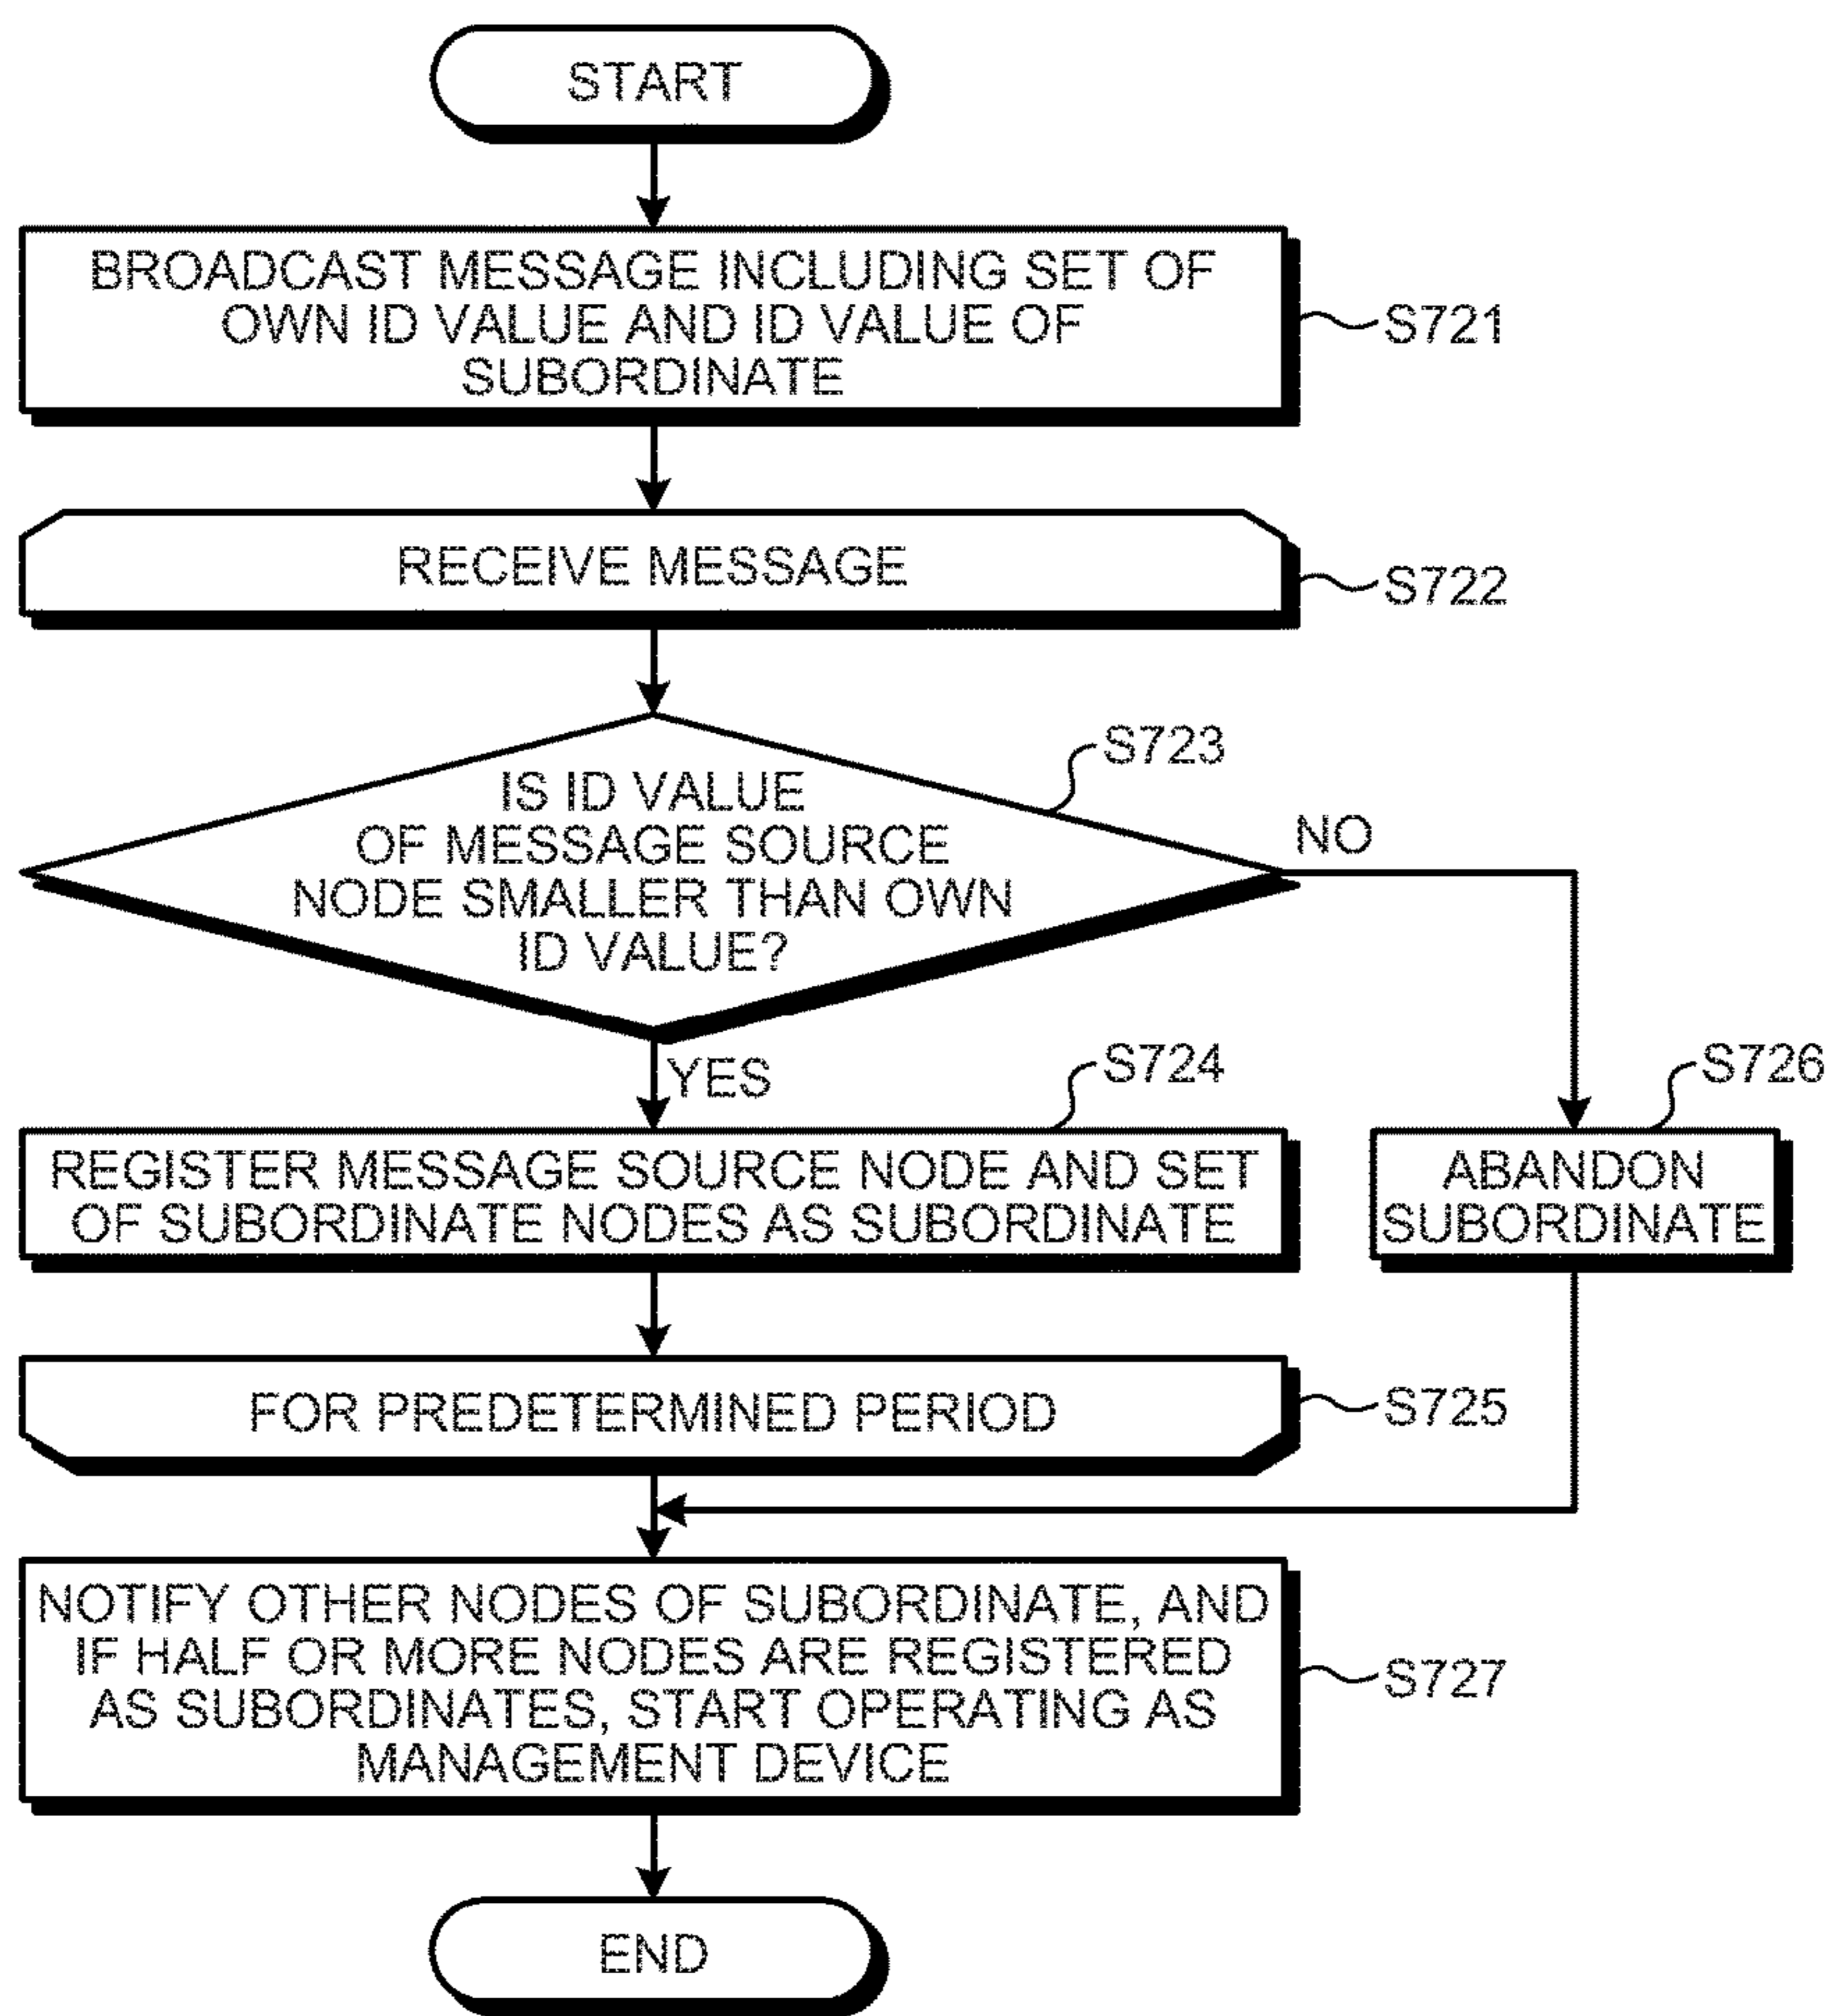 START
BROADCAST MESSAGE INCLUDING SET OF
OWN ID VALUE AND ID VALUE OF
SUBORDINATE
S721
RECEIVE MESSAGE
S722
S723
IS ID VALUE
OF MESSAGE SOURCE
NODE SMALLER THAN OWN
ID VALUE?
NO
YES
S724
S726
REGISTER MESSAGE SOURCE NODE AND SET
OF SUBORDINATE NODES AS SUBORDINATE
ABANDON
SUBORDINATE
FOR PREDETERMINED PERIOD
S725
NOTIFY OTHER NODES OF SUBORDINATE, AND
IF HALF OR MORE NODES ARE REGISTERED
AS SUBORDINATES, START OPERATING AS
MANAGEMENT DEVICE
S727
END